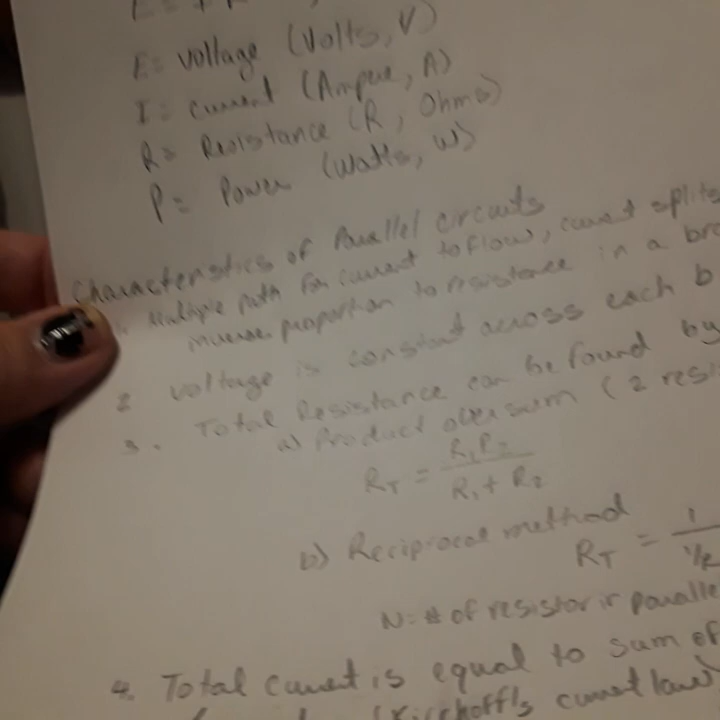 E= Voltage (Volts, V)
I = Current (Ampere, A)
R= Resistance (R, Ohms)
P= Power (Watts, W)
Characteristics of Parallel circuits
1. Multiple path for current to flow, current splits
inverse proportion to resistance in a bra
2 Voltage is constant across each b
3. Total Resistance can be found by
a) Product over sum (2 resi
RT = R1R2 / R1 + R2
b) Reciprocal method
RT = 1 / 1/R
N= # of resistor in paralle
4. Total current is equal to sum of
(Kirchoff's current law)